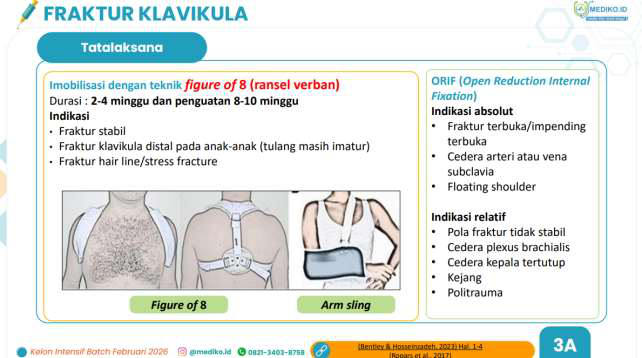 FRAKTUR KLAVIKULA
MEDIKO.ID
Tatalaksana
Imobilisasi dengan teknik figure of 8 (ransel verban)
Durasi : 2-4 minggu dan penguatan 8-10 minggu
Indikasi
• Fraktur stabil
• Fraktur klavikula distal pada anak-anak (tulang masih imatur)
• Fraktur hair line/stress fracture
Figure of 8
Arm sling
ORIF (Open Reduction Internal
Fixation)
Indikasi absolut
• Fraktur terbuka/impending
terbuka
• Cedera arteri atau vena
subclavia
• Floating shoulder
Indikasi relatif
• Pola fraktur tidak stabil
• Cedera plexus brachialis
• Cedera kepala tertutup
• Kejang
• Politrauma
Kelon Intensif Batch Februari 2026
@mediko.id
0821-3403-8758
(Bentley & Hosseinzadeh, 2023) Hal. 1-4
(Ropars et al., 2017)
3A